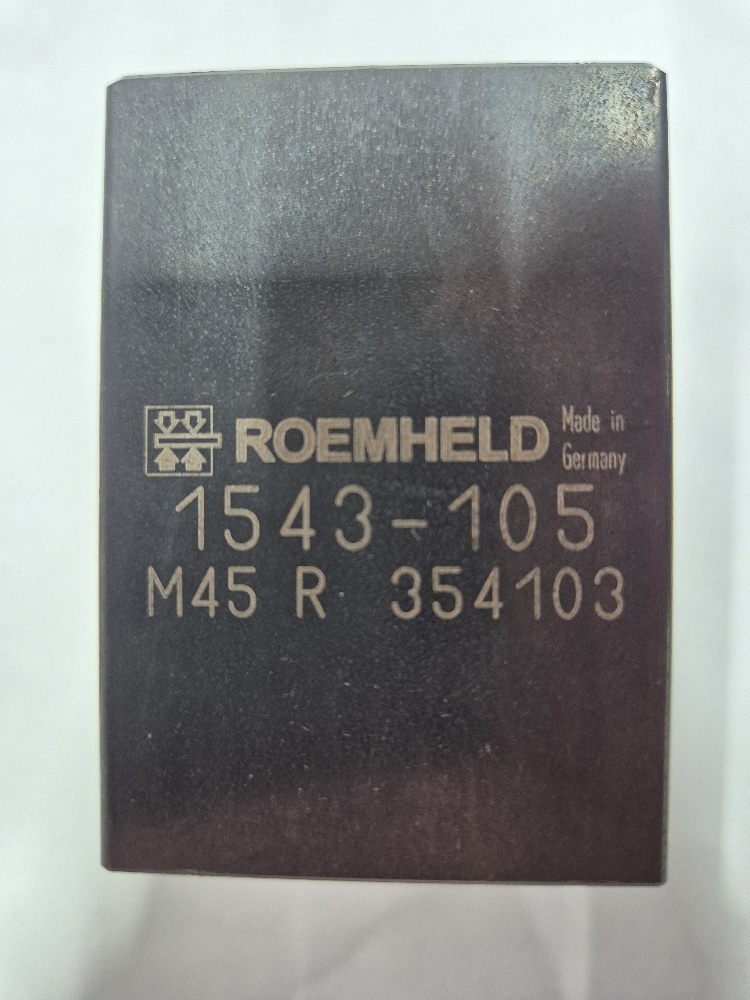 ROEMHELD Made in Germany
1543-105
M45 R 354103